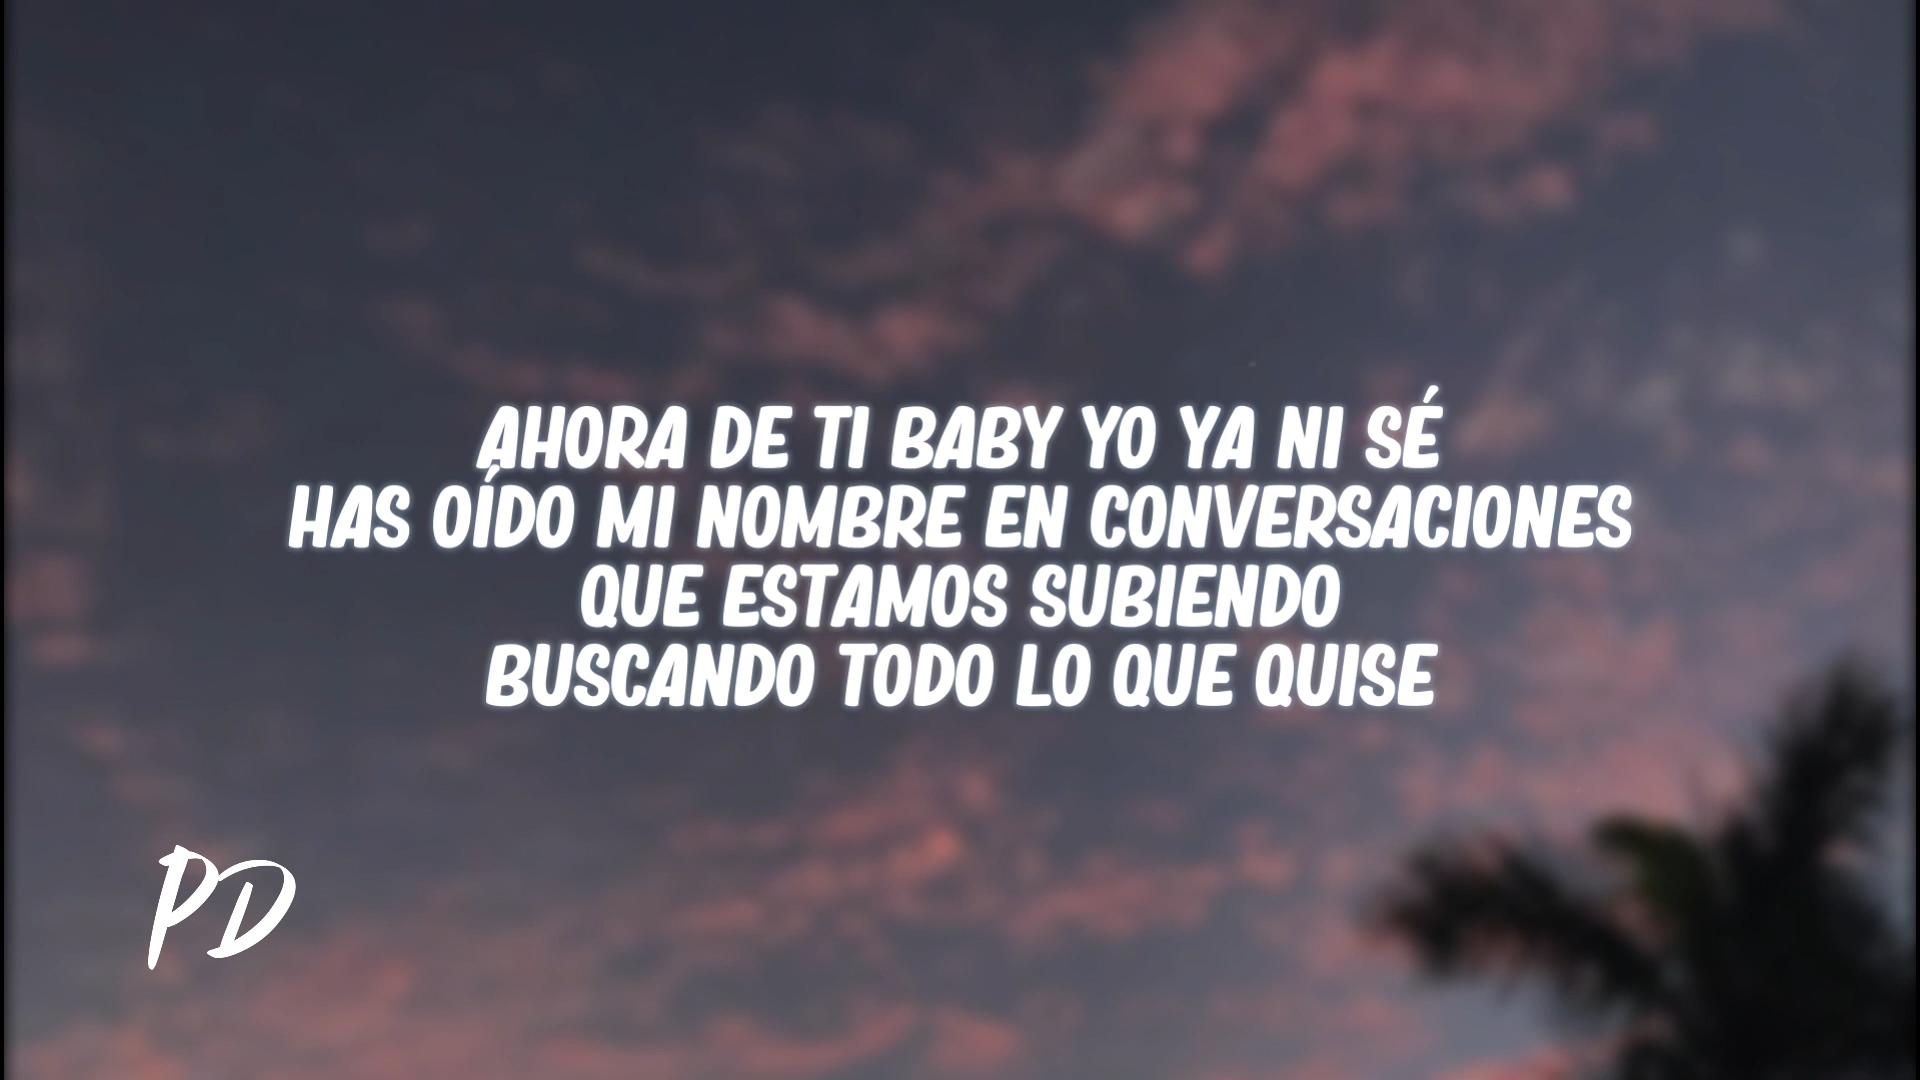 AHORA DE TI BABY YO YA NI SÉ
HAS OÍDO MI NOMBRE EN CONVERSACIONES
QUE ESTAMOS SUBIENDO
BUSCANDO TODO LO QUE QUISE
PD